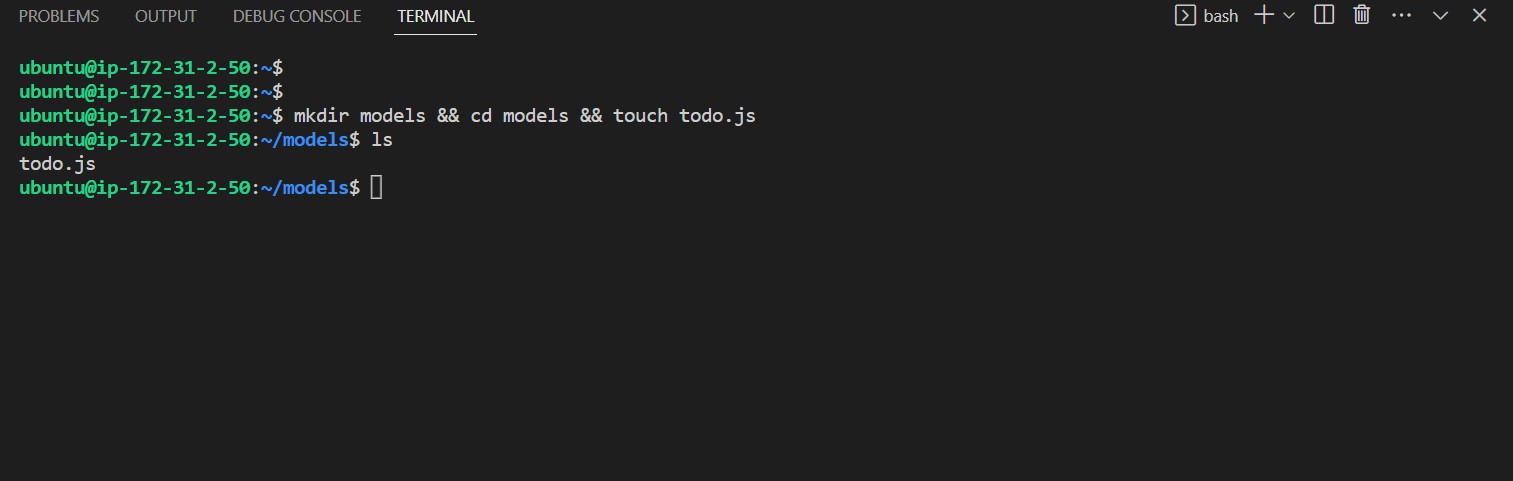 PROBLEMS OUTPUT DEBUG CONSOLE TERMINAL bash
ubuntu@ip-172-31-2-50:~$
ubuntu@ip-172-31-2-50:~$
ubuntu@ip-172-31-2-50:~$ mkdir models && cd models && touch todo.js
ubuntu@ip-172-31-2-50:~/models$ ls
todo.js
ubuntu@ip-172-31-2-50:~/models$